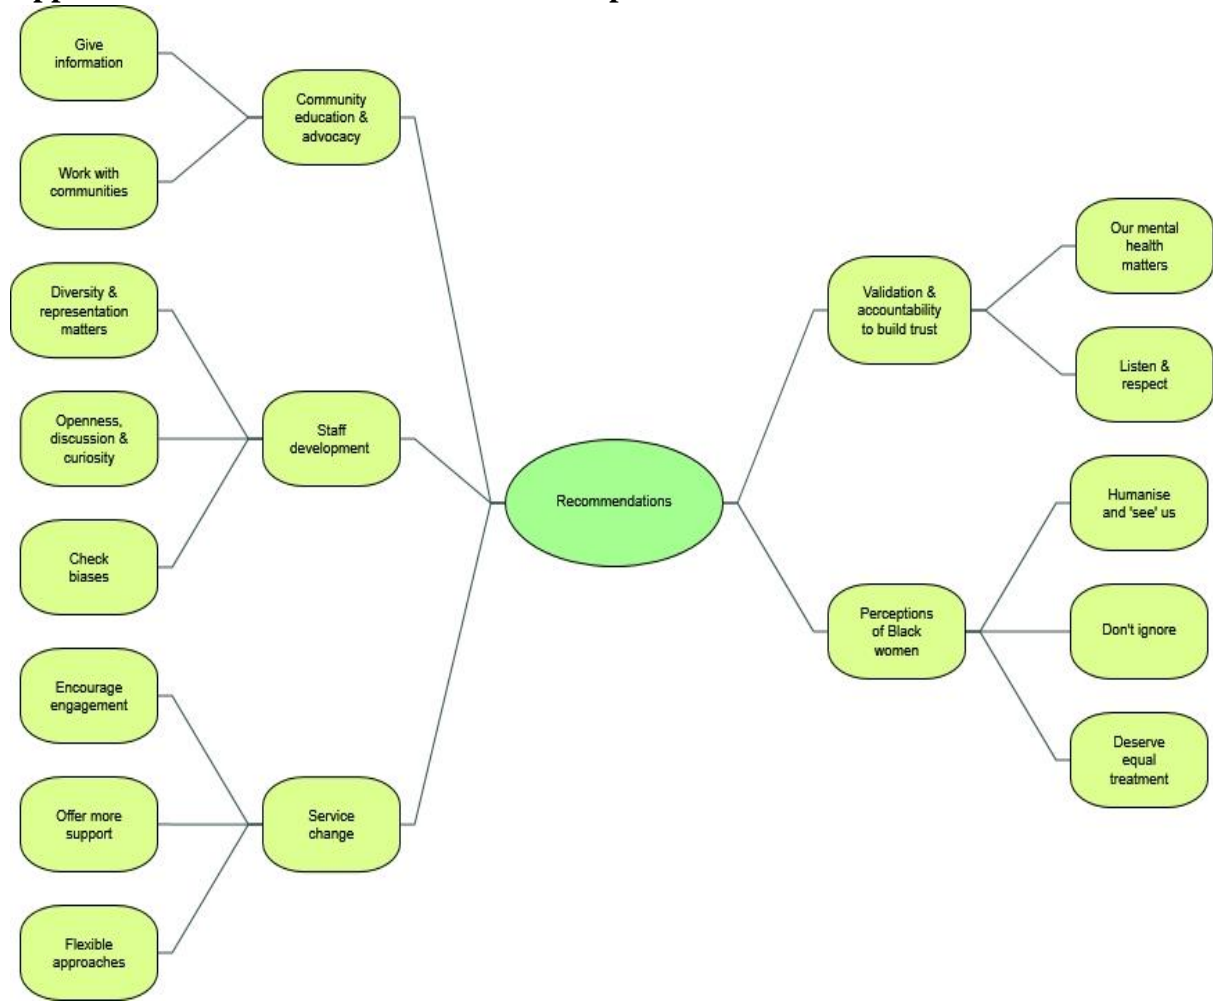 Give
information
Community
education &
advocacy
Work with
communities
Diversity &
representation
matters
Openness,
discussion &
curiosity
Staff
development
Check
biases
Encourage
engagement
Offer more
support
Service
change
Flexible
approaches
Recommendations
Validation &
accountability
to build trust
Our mental
health
matters
Listen &
respect
Perceptions
of Black
women
Humanise
and 'see' us
Don't ignore
Deserve
equal
treatment